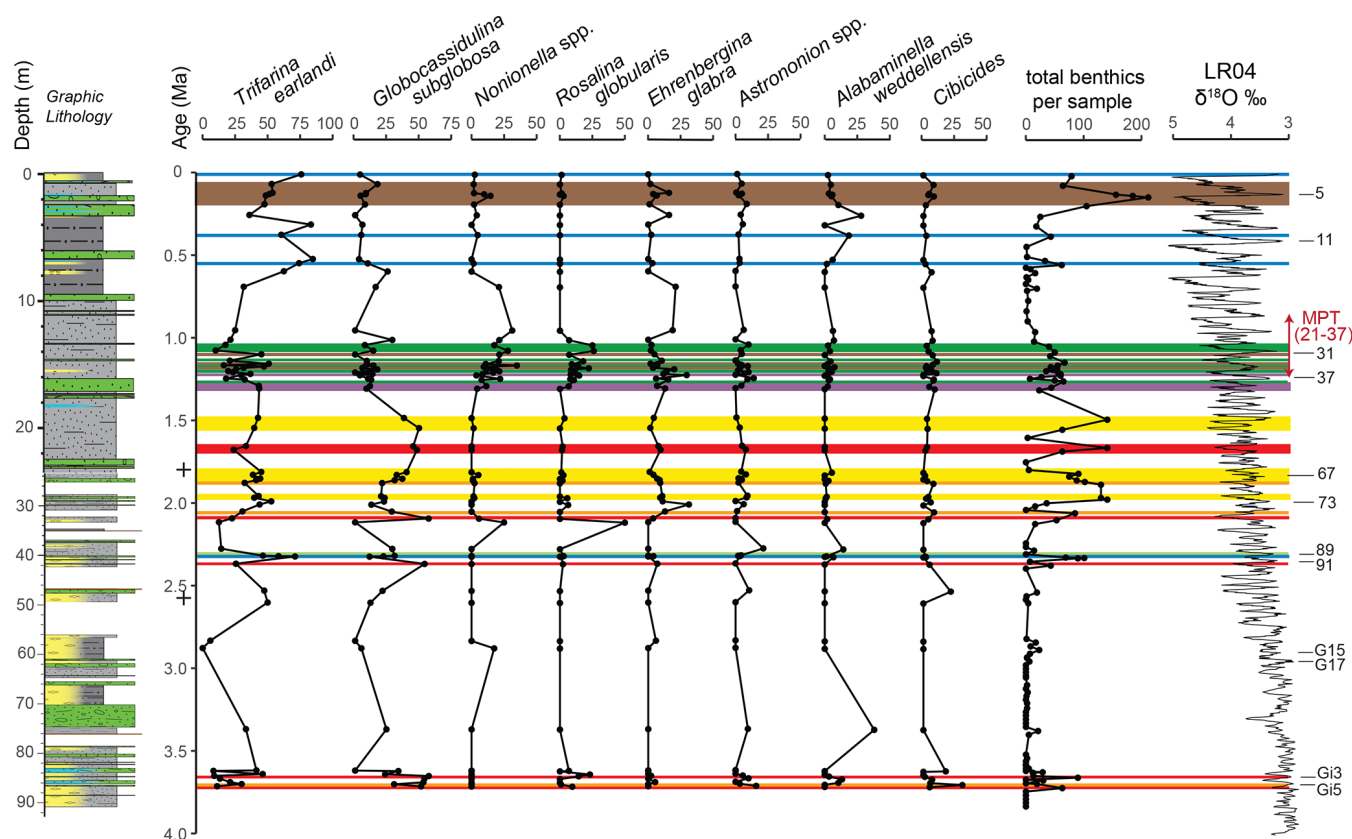 Depth (m)
Graphic
Lithology
Age (Ma)
Trifarina
earlandi
Globocassidulina
subglobosa
Nonionella spp.
Rosalina
globularis
Ehrenbergina
glabra
Astrononion spp.
Alabaminella
weddellensis
Cibicides
total benthics
per sample
LR04
δ18O ‰
0 25 50 75 100
0 25 50 75
0 25 50
0 25 50
0 25 50
0 25 50
0 25 50
0 25 50
0 100 200
5 4 3
0
10
20
30
40
50
60
70
80
90
0
0.5
1.0
1.5
+
2.0
2.5
+
3.0
3.5
4.0
5
11
MPT
(21-37)
31
37
67
73
89
91
G15
G17
Gi3
Gi5